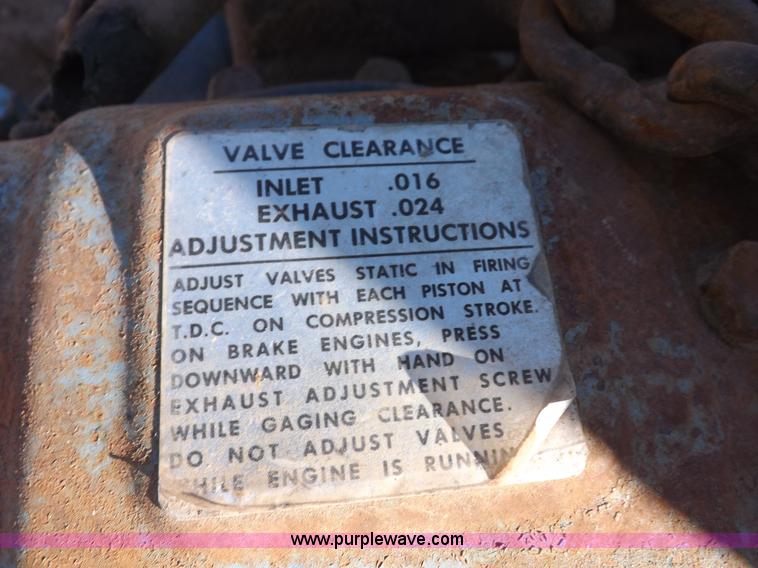 VALVE CLEARANCE
INLET .016
EXHAUST .024
ADJUSTMENT INSTRUCTIONS
ADJUST VALVES STATIC IN FIRING
SEQUENCE WITH EACH PISTON AT
T.D.C. ON COMPRESSION STROKE.
ON BRAKE ENGINES, PRESS
DOWNWARD WITH HAND ON
EXHAUST ADJUSTMENT SCREW
WHILE GAGING CLEARANCE.
DO NOT ADJUST VALVES
WHILE ENGINE IS RUNNIN
www.purplewave.com